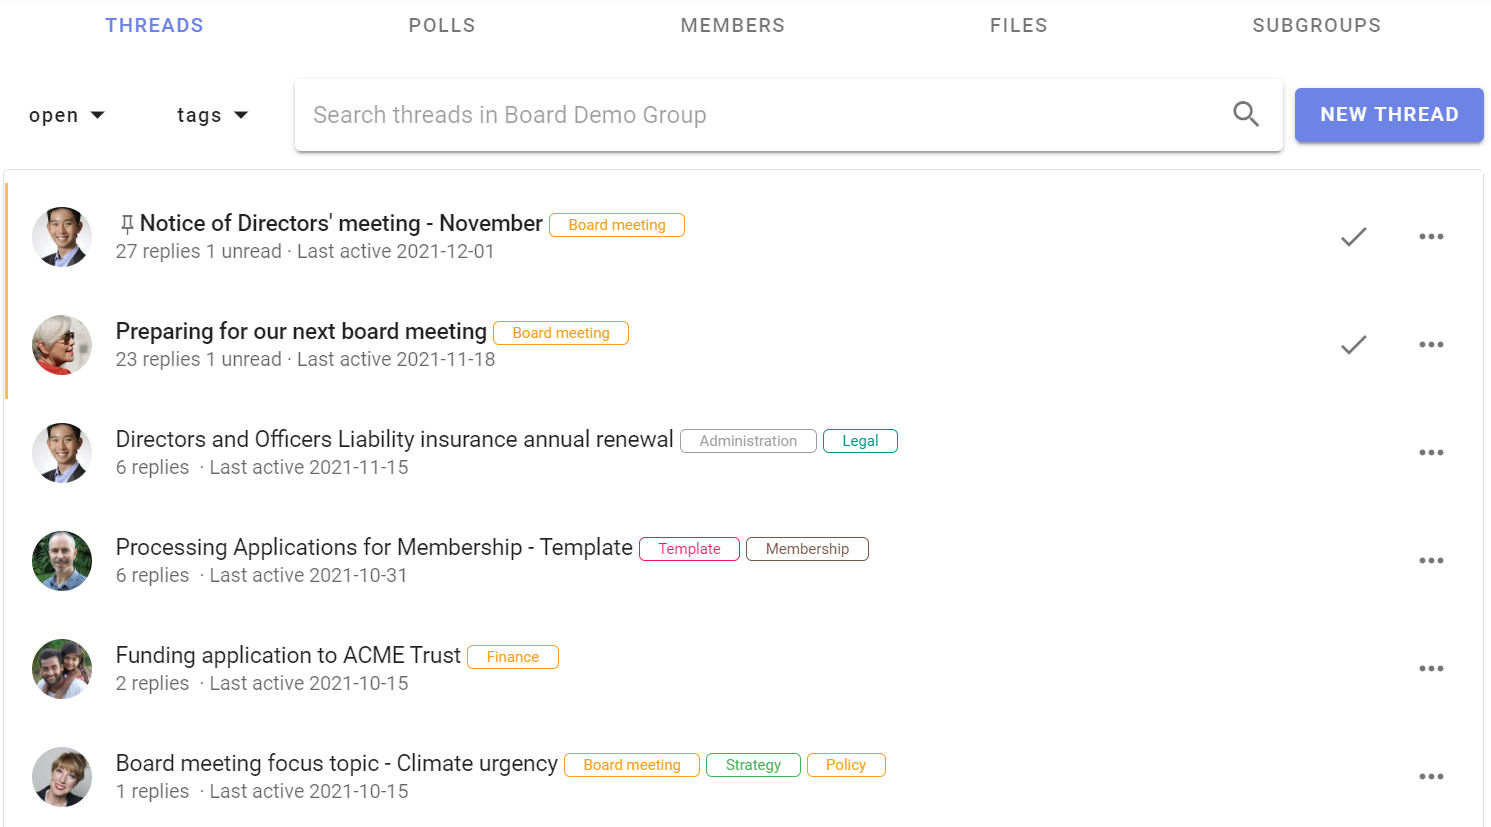 THREADS POLLS MEMBERS FILES SUBGROUPS
open tags Search threads in Board Demo Group NEW THREAD
Notice of Directors' meeting - November Board meeting
27 replies 1 unread · Last active 2021-12-01
Preparing for our next board meeting Board meeting
23 replies 1 unread · Last active 2021-11-18
Directors and Officers Liability insurance annual renewal Administration Legal
6 replies · Last active 2021-11-15
Processing Applications for Membership - Template Template Membership
6 replies · Last active 2021-10-31
Funding application to ACME Trust Finance
2 replies · Last active 2021-10-15
Board meeting focus topic - Climate urgency Board meeting Strategy Policy
1 replies · Last active 2021-10-15